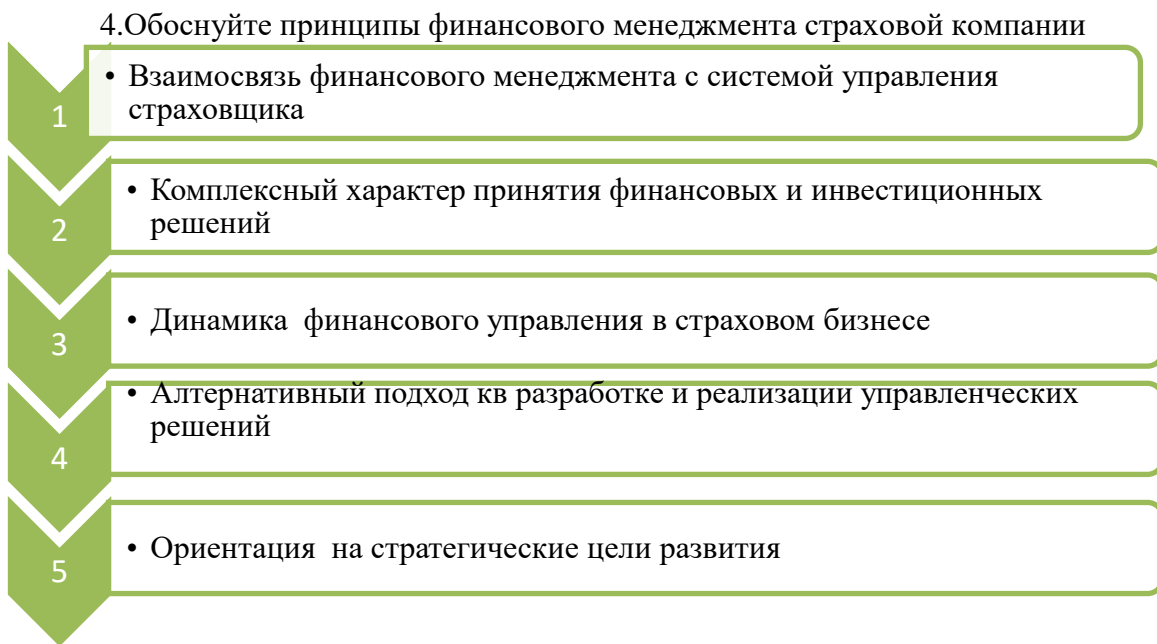 4.Обоснуйте принципы финансового менеджмента страховой компании
1
• Взаимосвязь финансового менеджмента с системой управления
страховщика
2
• Комплексный характер принятия финансовых и инвестиционных
решений
3
• Динамика финансового управления в страховом бизнесе
4
• Алтернативный подход кв разработке и реализации управленческих
решений
5
• Ориентация на стратегические цели развития